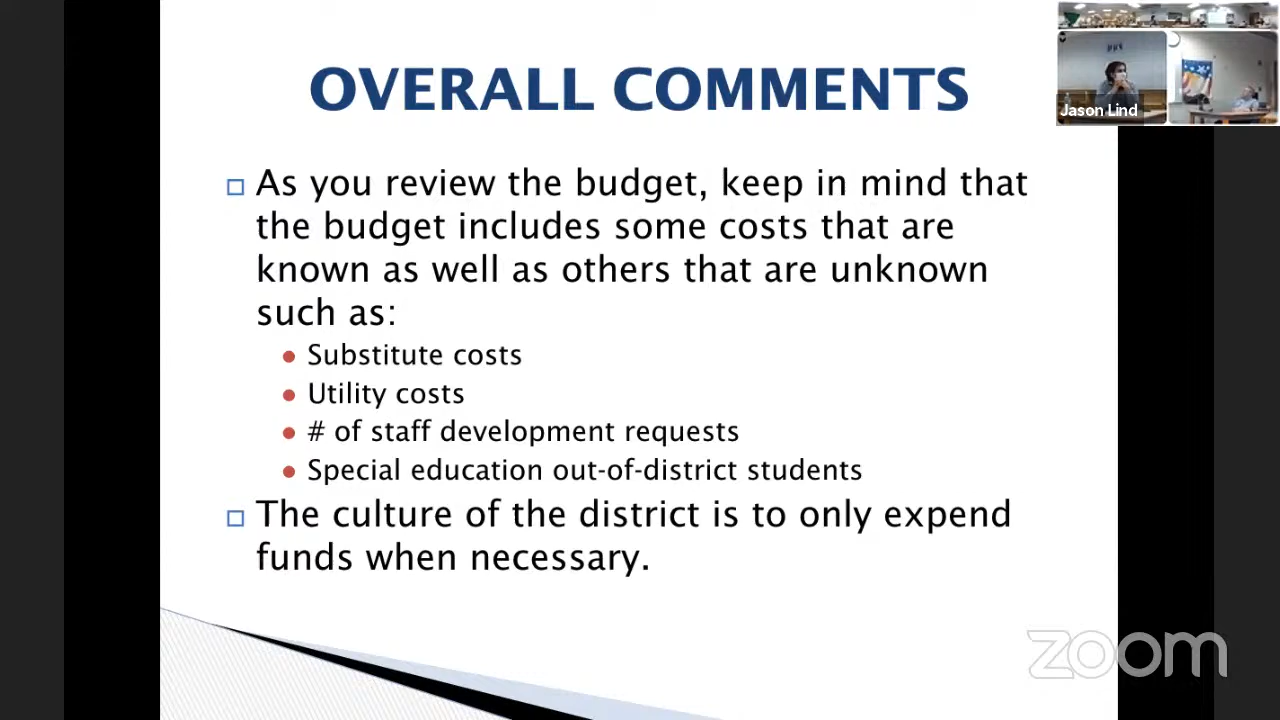 OVERALL COMMENTS
Jason Lind
As you review the budget, keep in mind that
the budget includes some costs that are
known as well as others that are unknown
such as:
Substitute costs
Utility costs
# of staff development requests
Special education out-of-district students
The culture of the district is to only expend
funds when necessary.
zoom